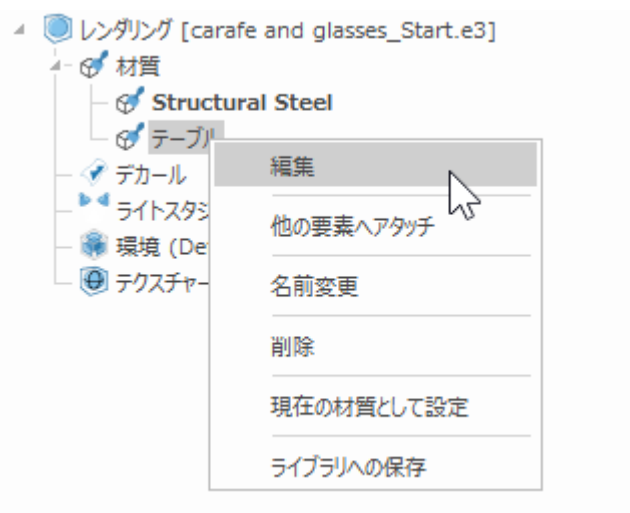 レンダリング [carafe and glasses_Start.e3]
材質
Structural Steel
テーブル
デカール
ライトスタジ
環境 (De
テクスチャー
編集
他の要素へアタッチ
名前変更
削除
現在の材質として設定
ライブラリへの保存